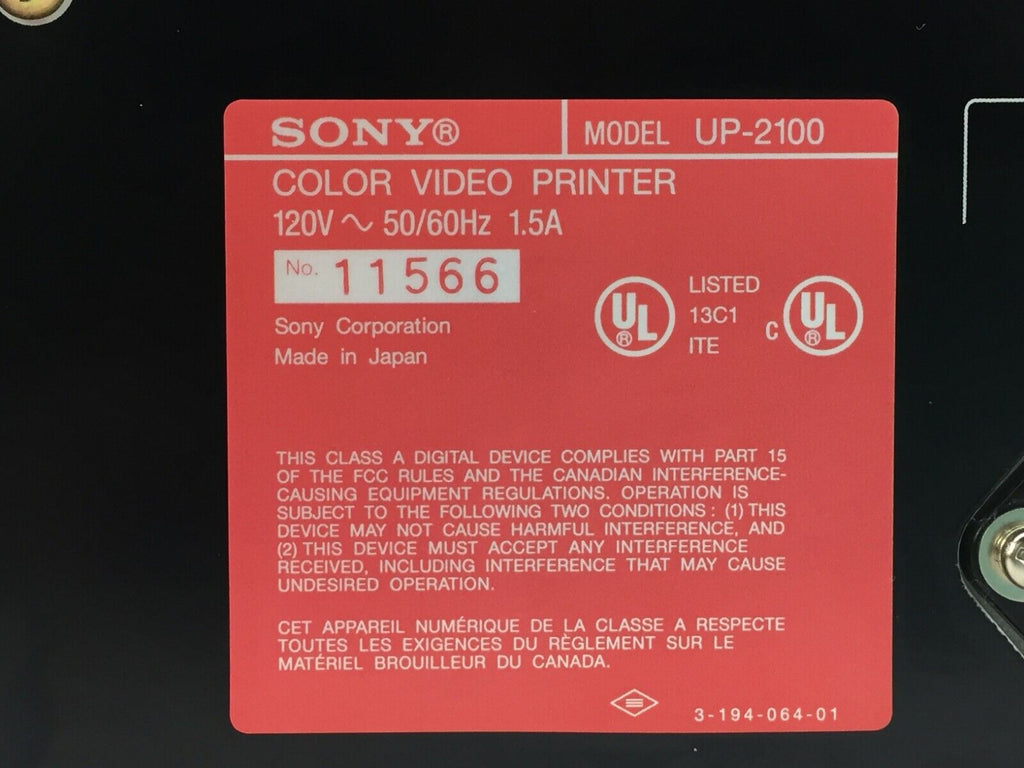 SONY®
MODEL UP-2100
COLOR VIDEO PRINTER
120V ~ 50/60Hz 1.5A
No. 11566
Sony Corporation
Made in Japan
UL®
LISTED
13C1
ITE
C UL®
THIS CLASS A DIGITAL DEVICE COMPLIES WITH PART 15
OF THE FCC RULES AND THE CANADIAN INTERFERENCE-
CAUSING EQUIPMENT REGULATIONS. OPERATION IS
SUBJECT TO THE FOLLOWING TWO CONDITIONS : (1) THIS
DEVICE MAY NOT CAUSE HARMFUL INTERFERENCE, AND
(2) THIS DEVICE MUST ACCEPT ANY INTERFERENCE
RECEIVED, INCLUDING INTERFERENCE THAT MAY CAUSE
UNDESIRED OPERATION.
CET APPAREIL NUMÉRIQUE DE LA CLASSE A RESPECTE
TOUTES LES EXIGENCES DU RÈGLEMENT SUR LE
MATÉRIEL BROUILLEUR DU CANADA.
3-194-064-01